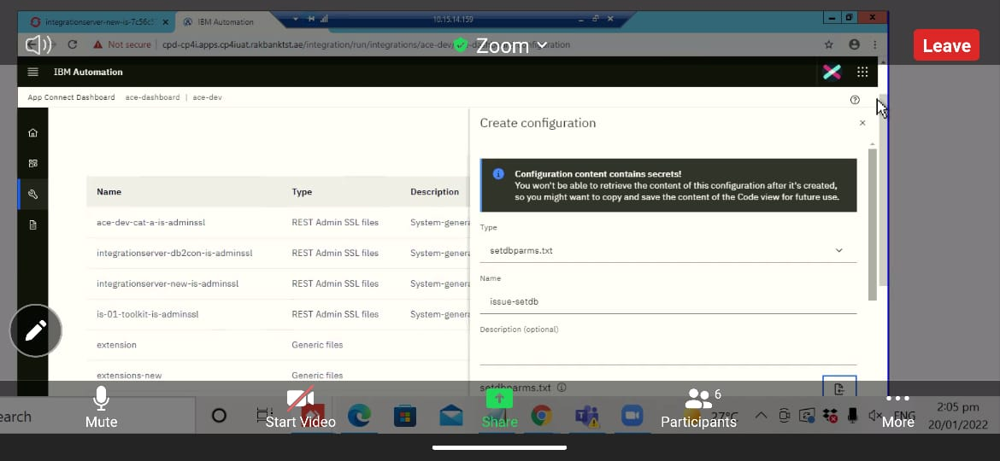 integrationserver-new-is-7c56c5
IBM Automation
10.15.14.159
Not secure
cpd-cp4i.apps.cp4iuat.rakbanktst.ae/integration/run/integrations/ace-dev/
Zoom
Leave
IBM Automation
App Connect Dashboard ace-dashboard | ace-dev
Name Type Description
ace-dev-cat-a-is-adminssl REST Admin SSL files System-genera
integrationserver-db2con-is-adminssl REST Admin SSL files System-genera
integrationserver-new-is-adminssl REST Admin SSL files System-genera
is-01-toolkit-is-adminssl REST Admin SSL files System-genera
extension Generic files
extensions-new Generic files
Create configuration
Configuration content contains secrets!
You won't be able to retrieve the content of this configuration after it's created,
so you might want to copy and save the content of the Code view for future use.
Type
setdbparms.txt
Name
issue-setdb
Description (optional)
setdbparms.txt
earch
Mute
Start Video
Share
6
Participants
More
27°C
ENG
2:05 pm
20/01/2022